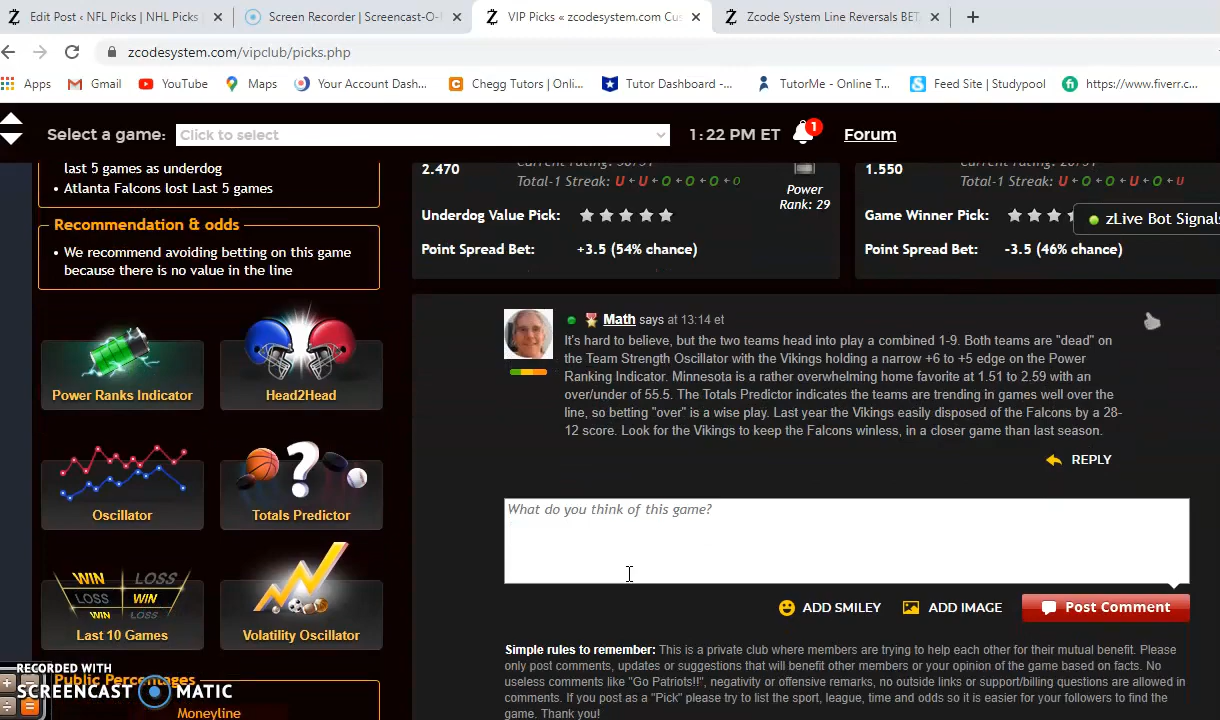 Edit Post ‹ NFL Picks | NHL Picks
Screen Recorder | Screencast-O-
VIP Picks « zcodesystem.com Cus
Zcode System Line Reversals BET
zcodesystem.com/vipclub/picks.php
Apps
Gmail
YouTube
Maps
Your Account Dash...
Chegg Tutors | Onli...
Tutor Dashboard -...
TutorMe - Online T...
Feed Site | Studypool
https://www.fiverr.c...
Select a game:
Click to select
1:22 PM ET
1
Forum
last 5 games as underdog
• Atlanta Falcons lost Last 5 games
Recommendation & odds
• We recommend avoiding betting on this game
because there is no value in the line
Power Ranks Indicator
Head2Head
Oscillator
Totals Predictor
WIN LOSS
LOSS WIN
WIN LOSS
Last 10 Games
Volatility Oscillator
Public Percentages
Moneyline
RECORDED WITH
SCREENCAST MATIC
2.470
Total-1 Streak: U ← U ← O ← O ← O ← O
Power
Rank: 29
Underdog Value Pick:
Point Spread Bet: +3.5 (54% chance)
1.550
Total-1 Streak: U ← O ← O ← U ← O ← U
Game Winner Pick:
zLive Bot Signals
Point Spread Bet: -3.5 (46% chance)
Math says at 13:14 et
It's hard to believe, but the two teams head into play a combined 1-9. Both teams are "dead" on
the Team Strength Oscillator with the Vikings holding a narrow +6 to +5 edge on the Power
Ranking Indicator. Minnesota is a rather overwhelming home favorite at 1.51 to 2.59 with an
over/under of 55.5. The Totals Predictor indicates the teams are trending in games well over the
line, so betting "over" is a wise play. Last year the Vikings easily disposed of the Falcons by a 28-
12 score. Look for the Vikings to keep the Falcons winless, in a closer game than last season.
REPLY
What do you think of this game?
ADD SMILEY
ADD IMAGE
Post Comment
Simple rules to remember: This is a private club where members are trying to help each other for their mutual benefit. Please
only post comments, updates or suggestions that will benefit other members or your opinion of the game based on facts. No
useless comments like "Go Patriots!!", negativity or offensive remarks, no outside links or support/billing questions are allowed in
comments. If you post as a "Pick" please try to list the sport, league, time and odds so it is easier for your followers to find the
game. Thank you!